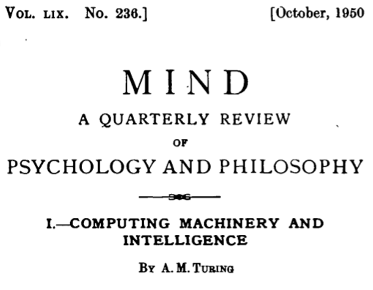 VOL. LIX. No. 236.] [October, 1950
MIND
A QUARTERLY REVIEW
OF
PSYCHOLOGY AND PHILOSOPHY
I.—COMPUTING MACHINERY AND
INTELLIGENCE
BY A. M. TURING